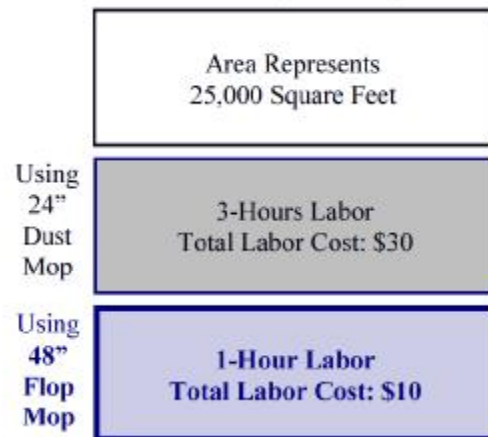 Area Represents
25,000 Square Feet
Using
24”
Dust
Mop
3-Hours Labor
Total Labor Cost: $30
Using
48”
Flop
Mop
1-Hour Labor
Total Labor Cost: $10